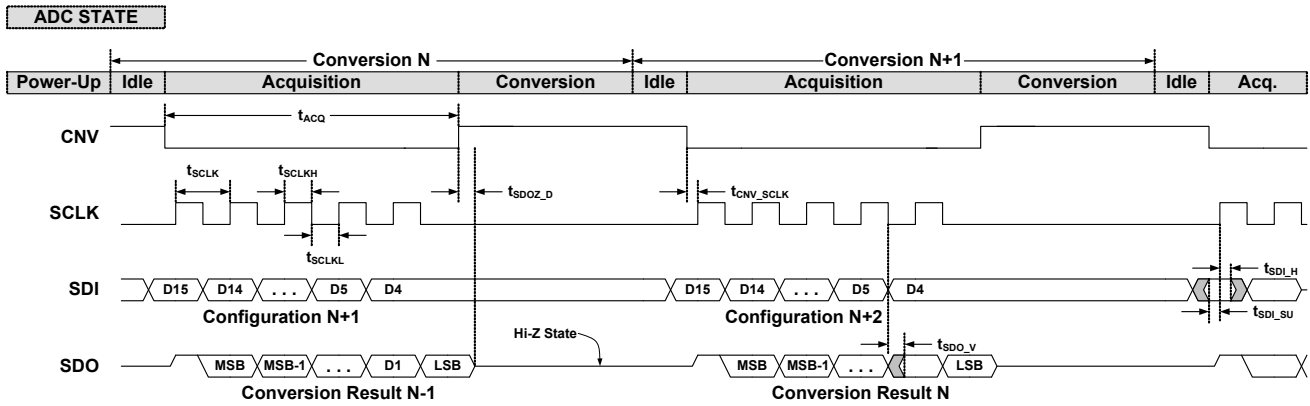 ADC STATE
Conversion N Conversion N+1
Power-Up Idle Acquisition Conversion Idle Acquisition Conversion Idle Acq.
CNV tACQ
tSCLK tSCLKH tSDOZ_D tCNV_SCLK
SCLK
tSCLKL
tSDI_H
SDI D15 D14 . . . D5 D4 D15 D14 . . . D5 D4
Configuration N+1 Configuration N+2 tSDI_SU
Hi-Z State tSDO_V
SDO MSB MSB-1 . . . D1 LSB MSB MSB-1 . . . LSB
Conversion Result N-1 Conversion Result N